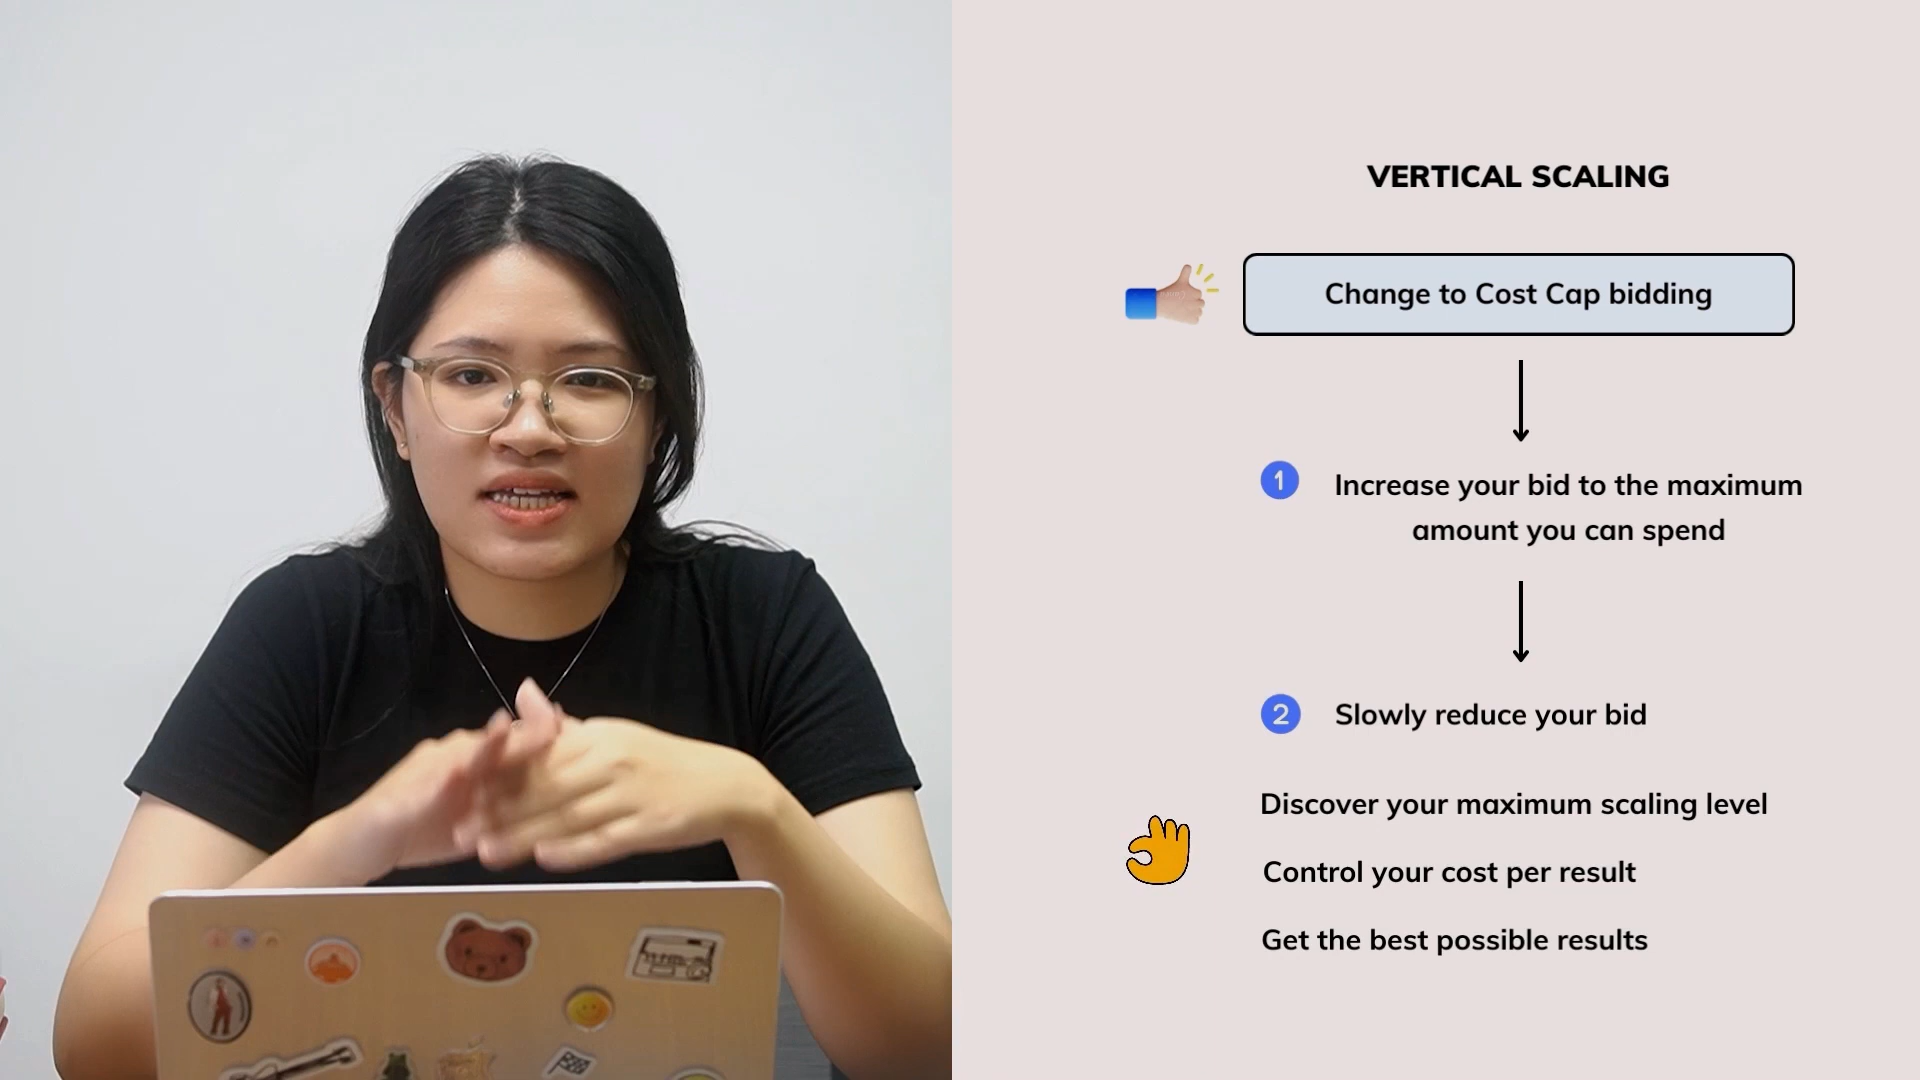 VERTICAL SCALING
Change to Cost Cap bidding
1 Increase your bid to the maximum
amount you can spend
2 Slowly reduce your bid
Discover your maximum scaling level
Control your cost per result
Get the best possible results